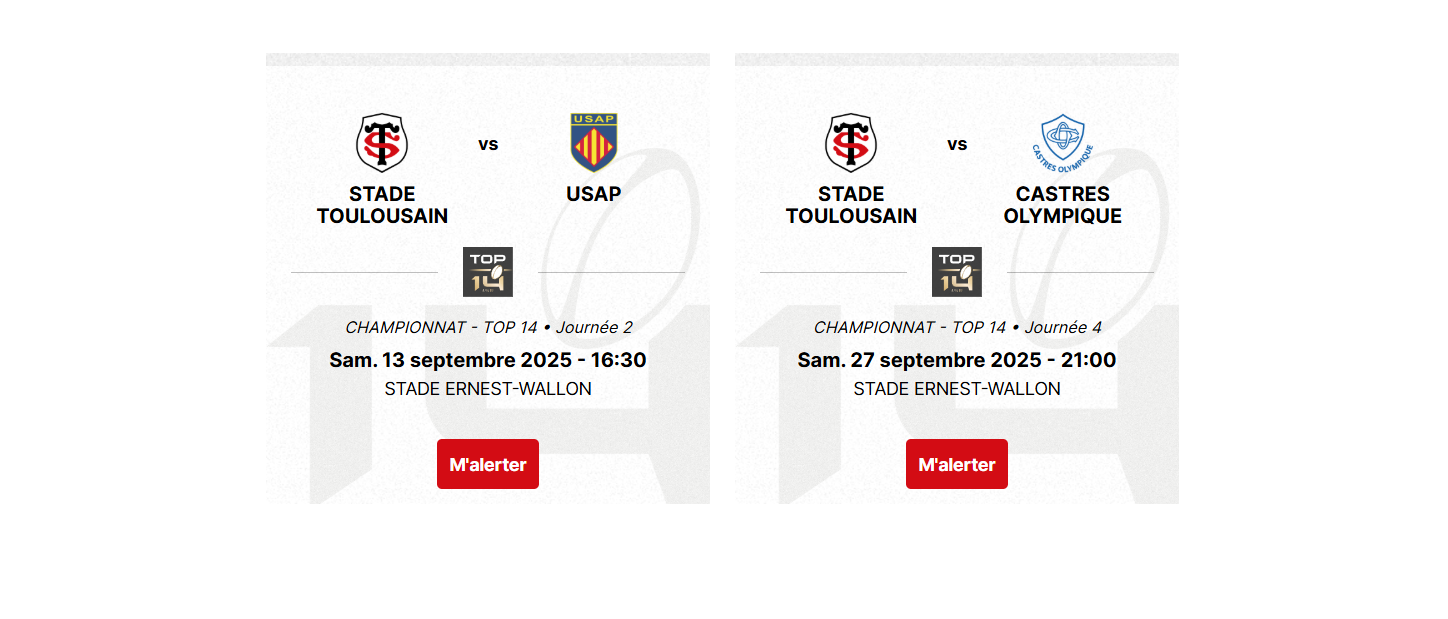 USAP
vs
STADE
TOULOUSAIN
USAP
TOP
14
CHAMPIONNAT - TOP 14 • Journée 2
Sam. 13 septembre 2025 - 16:30
STADE ERNEST-WALLON
M'alerter
CASTRES OLYMPIQUE
vs
STADE
TOULOUSAIN
CASTRES
OLYMPIQUE
TOP
14
CHAMPIONNAT - TOP 14 • Journée 4
Sam. 27 septembre 2025 - 21:00
STADE ERNEST-WALLON
M'alerter